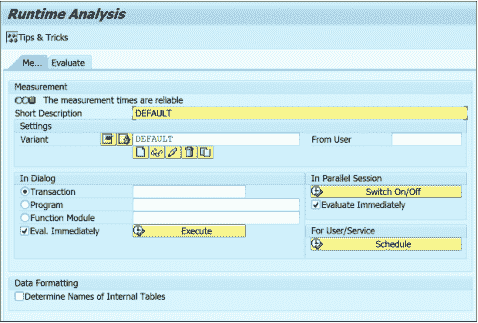 Runtime Analysis
Tips & Tricks
Me... Evaluate
Measurement
The measurement times are reliable
Short Description DEFAULT
Settings
Variant DEFAULT From User
In Dialog In Parallel Session
Transaction Switch On/Off
Program Evaluate Immediately
Function Module For User/Service
Eval. Immediately Execute Schedule
Data Formatting
Determine Names of Internal Tables